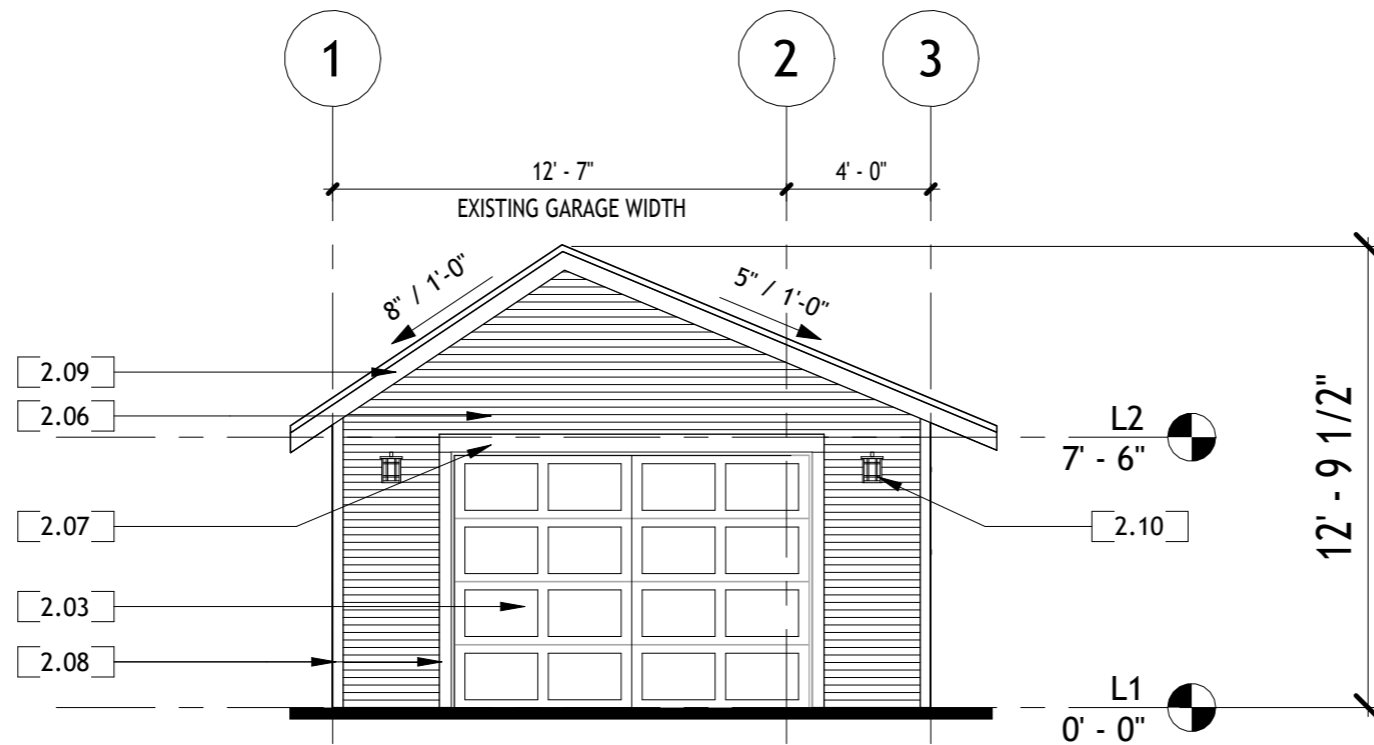 1
2
3
12' - 7"
4' - 0"
EXISTING GARAGE WIDTH
8" / 1'-0"
5" / 1'-0"
2.09
2.06
L2
7' - 6"
12' - 9 1/2"
2.07
2.10
2.03
2.08
L1
0' - 0"